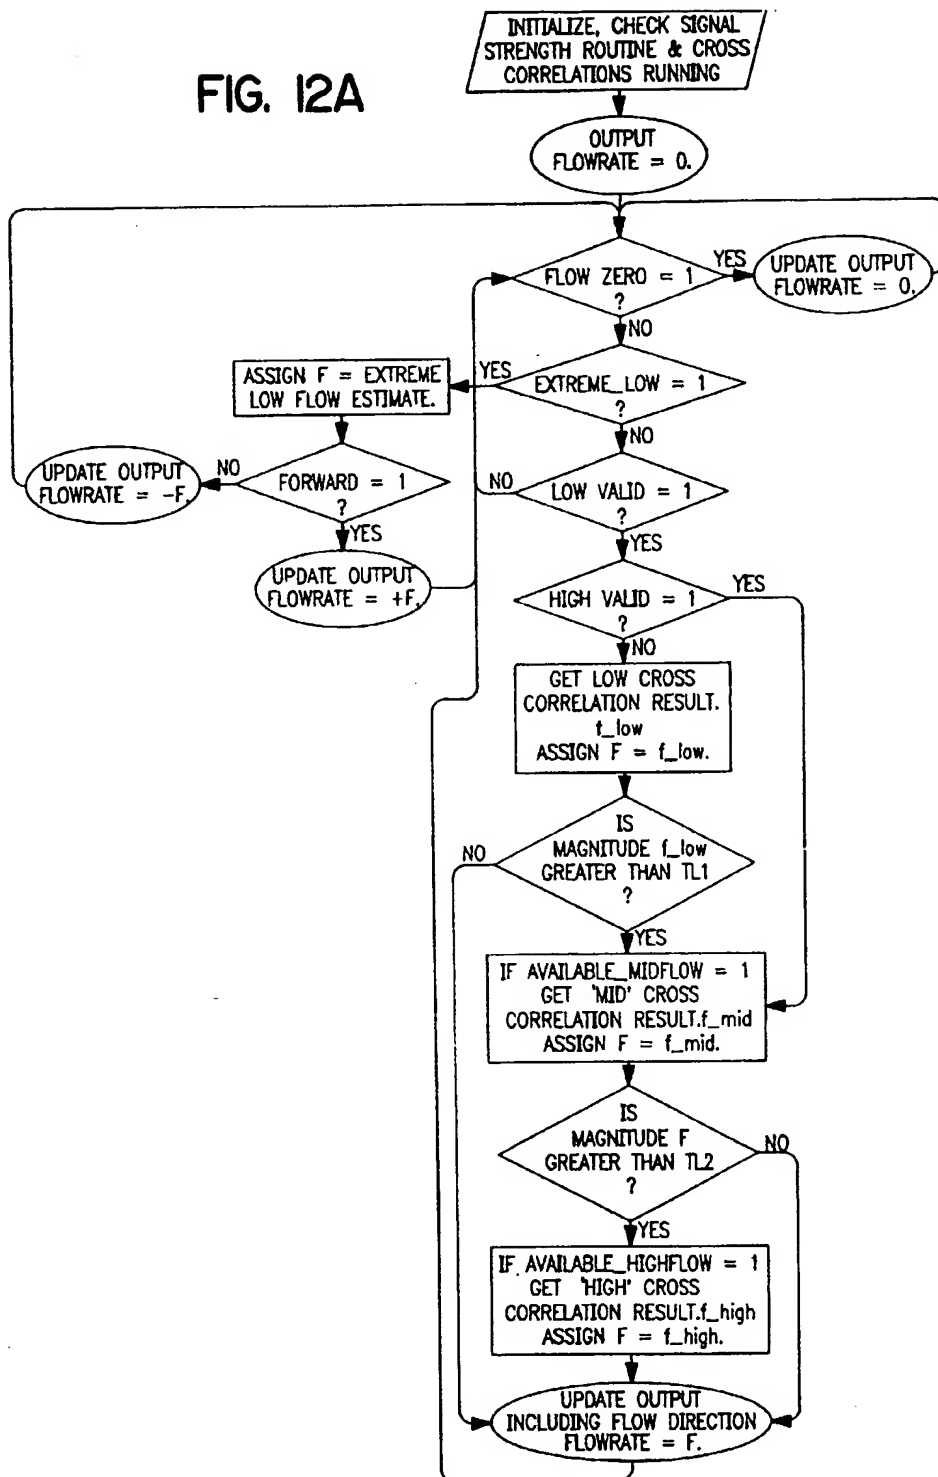 FIG. 12A
INITIALIZE, CHECK SIGNAL
STRENGTH ROUTINE & CROSS
CORRELATIONS RUNNING
OUTPUT
FLOWRATE = 0.
FLOW ZERO = 1
?
YES
UPDATE OUTPUT
FLOWRATE = 0.
NO
EXTREME_LOW = 1
?
YES
ASSIGN F = EXTREME
LOW FLOW ESTIMATE.
FORWARD = 1
?
NO
UPDATE OUTPUT
FLOWRATE = -F.
YES
UPDATE OUTPUT
FLOWRATE = +F.
NO
LOW VALID = 1
?
NO
YES
HIGH VALID = 1
?
YES
NO
GET LOW CROSS
CORRELATION RESULT.
f_low
ASSIGN F = f_low.
IS
MAGNITUDE f_low
GREATER THAN TL1
?
NO
YES
IF AVAILABLE_MIDFLOW = 1
GET 'MID' CROSS
CORRELATION RESULT.f_mid
ASSIGN F = f_mid.
IS
MAGNITUDE F
GREATER THAN TL2
?
NO
YES
IF AVAILABLE_HIGHFLOW = 1
GET 'HIGH' CROSS
CORRELATION RESULT.f_high
ASSIGN F = f_high.
UPDATE OUTPUT
INCLUDING FLOW DIRECTION
FLOWRATE = F.